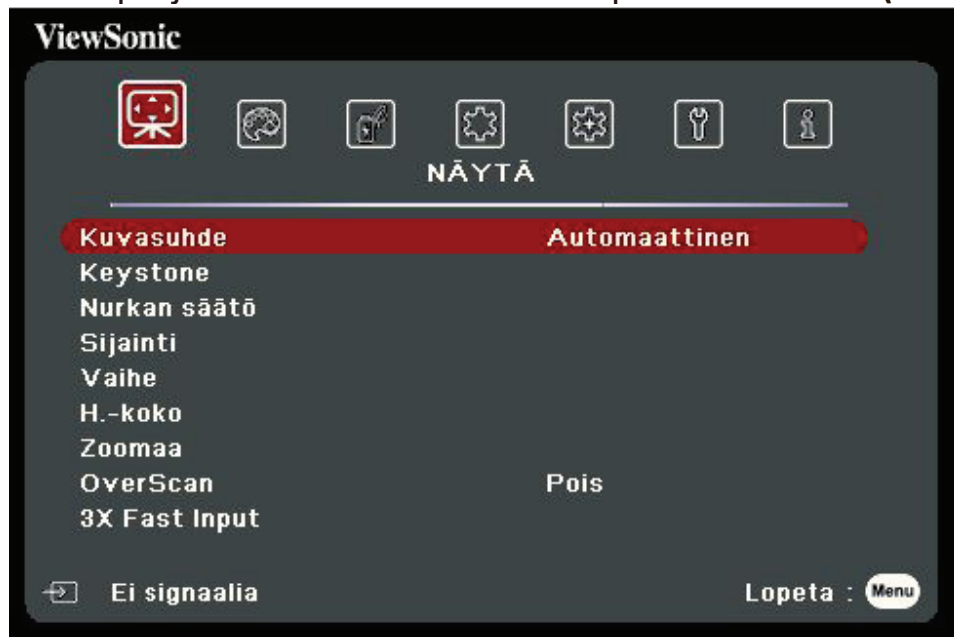 ViewSonic
NÄYTÄ
Kuvasuhde Automaattinen
Keystone
Nurkan säätö
Sijainti
Vaihe
H.-koko
Zoomaa
OverScan Pois
3X Fast Input
Ei signaalia Lopeta : Menu